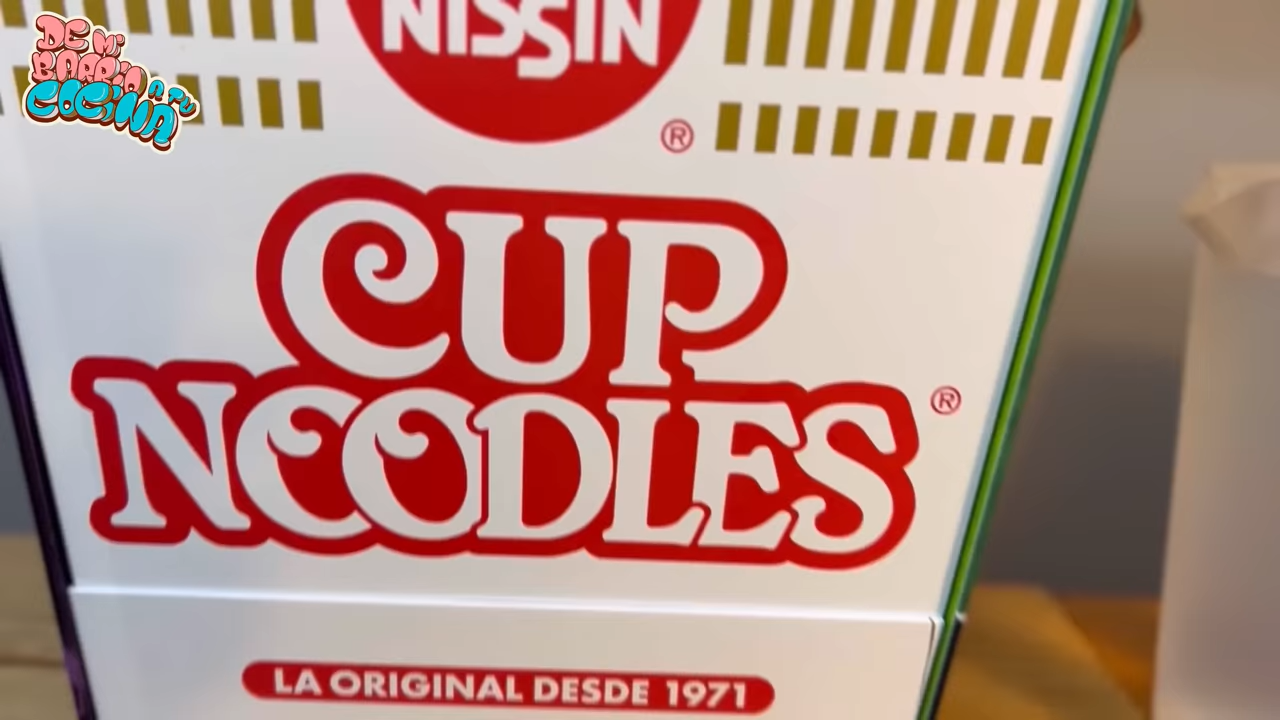 DE Mi
BARRIO A TU
COCINA
NISSIN
®
CUP
NOODLES
®
LA ORIGINAL DESDE 1971